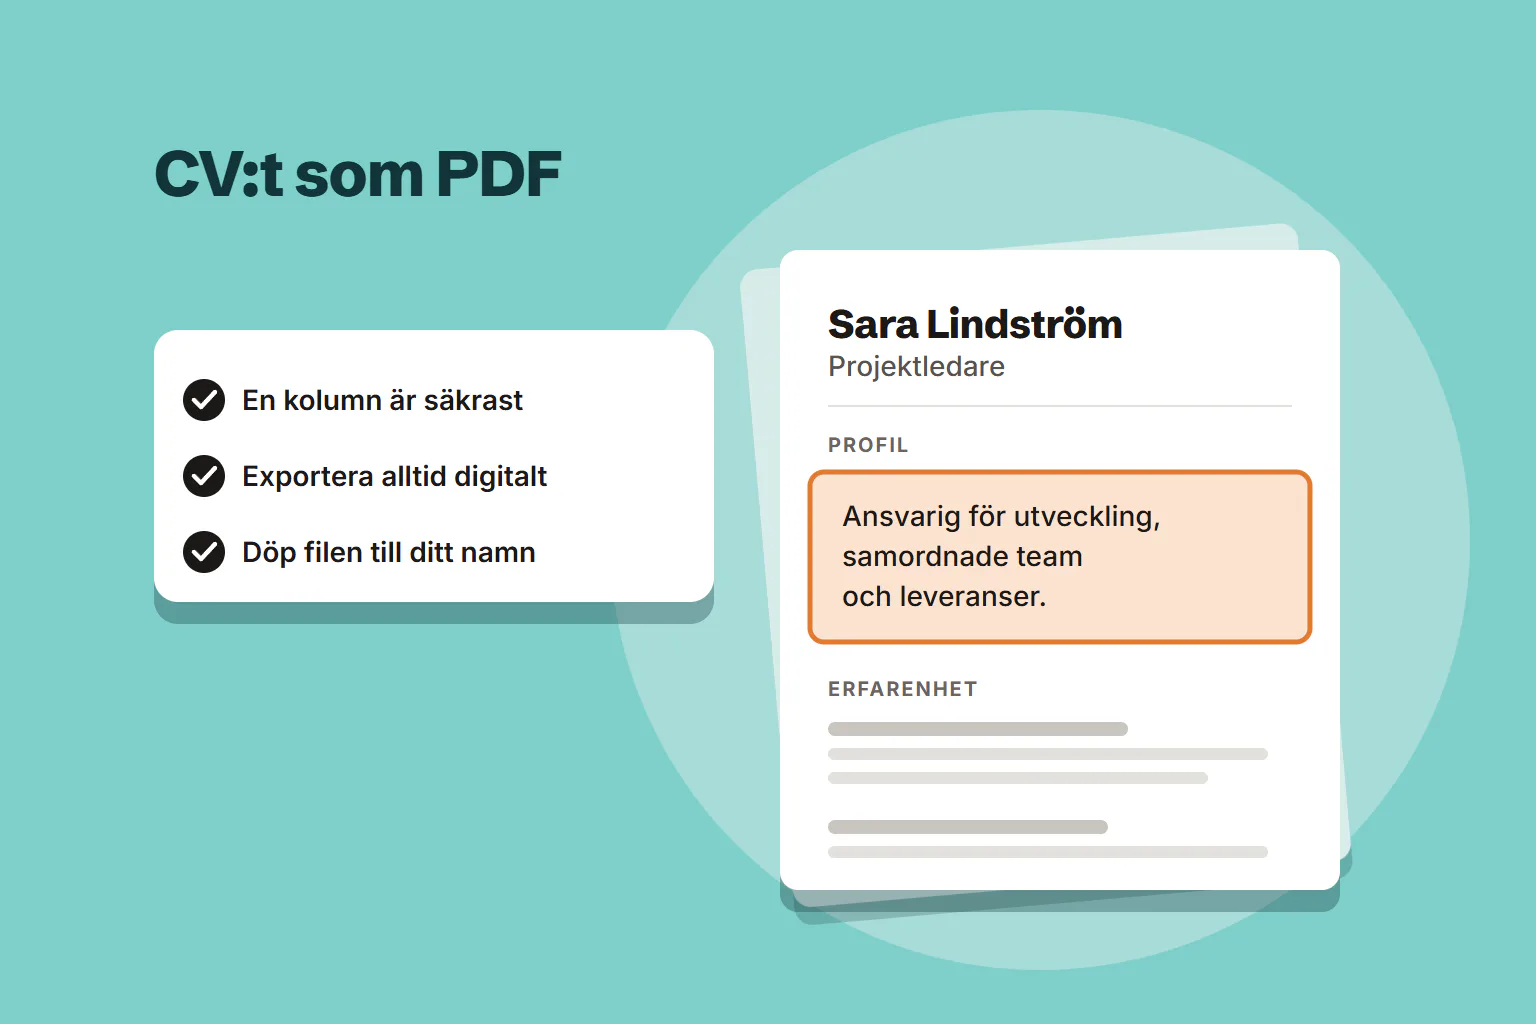 CV:t som PDF
En kolumn är säkrast
Exportera alltid digitalt
Döp filen till ditt namn
Sara Lindström
Projektledare
PROFIL
Ansvarig för utveckling,
samordnade team
och leveranser.
ERFARENHET